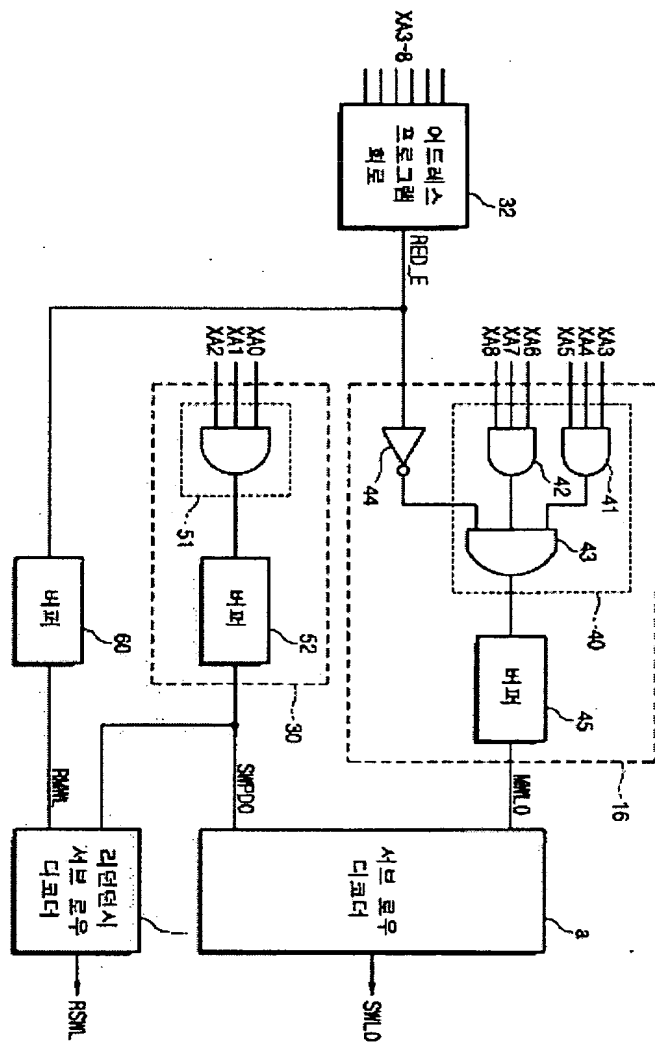 16
XA3
XA4
XA5
XA6
XA7
XA8
41
42
43
40
44
버퍼
45
MWL0
32
어드레스
프로그램
회로
XA3-8
RED_E
XA0
XA1
XA2
51
버퍼
52
30
SWPD0
서브 로우
디코더
a
SWL0
버퍼
60
RMWL
리던던시
서브 로우
디코더
RSWL